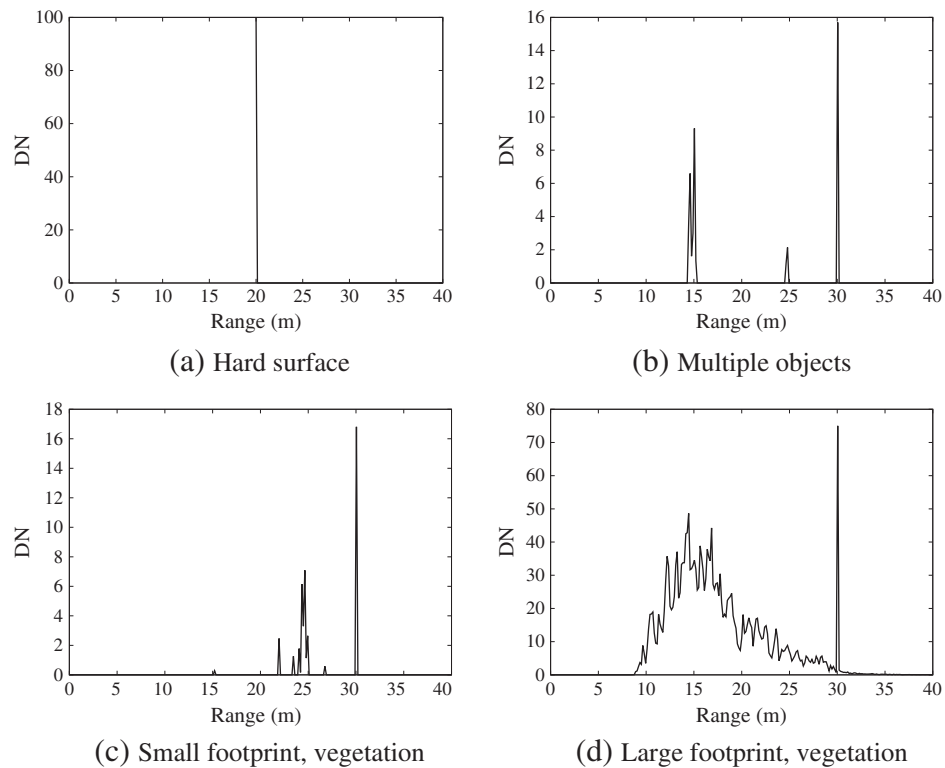 100
80
60
40
20
0
DN
0 5 10 15 20 25 30 35 40
Range (m)
(a) Hard surface
16
14
12
10
8
6
4
2
0
DN
0 5 10 15 20 25 30 35 40
Range (m)
(b) Multiple objects
18
16
14
12
10
8
6
4
2
0
DN
0 5 10 15 20 25 30 35 40
Range (m)
(c) Small footprint, vegetation
80
70
60
50
40
30
20
10
0
DN
0 5 10 15 20 25 30 35 40
Range (m)
(d) Large footprint, vegetation